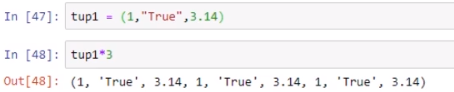 In [47]: tup1 = (1,"True",3.14)
In [48]: tup1*3
Out[48]: (1, 'True', 3.14, 1, 'True', 3.14, 1, 'True', 3.14)